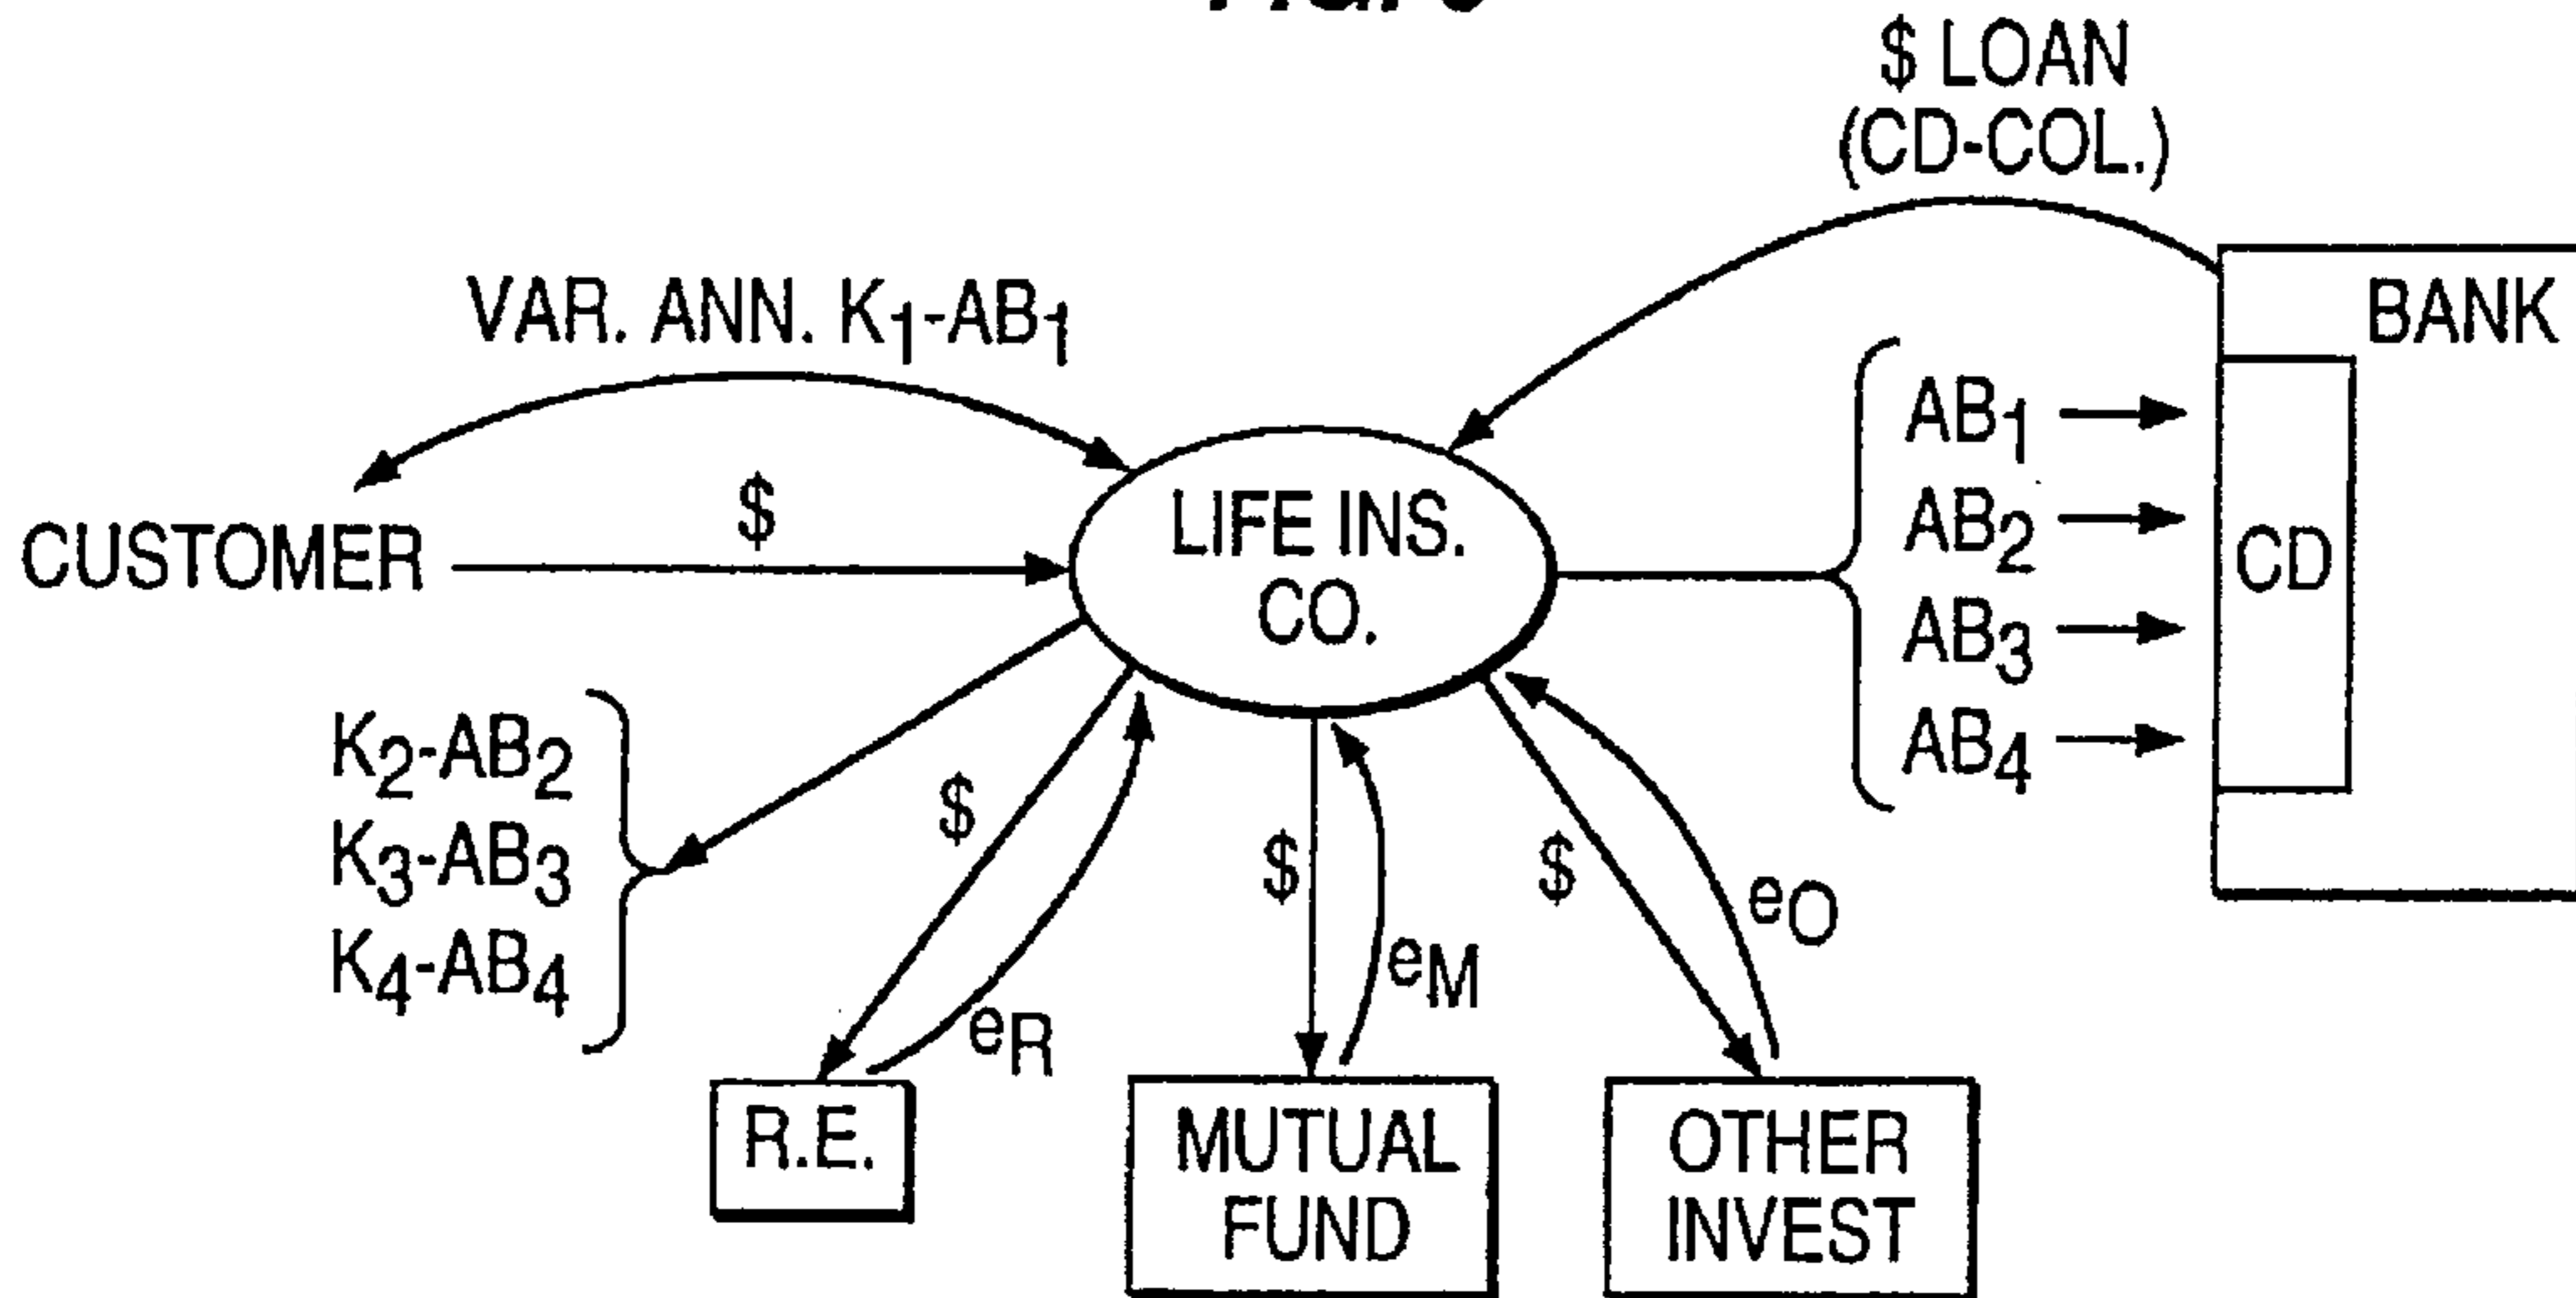 $ LOAN
(CD-COL.)
VAR. ANN. K1-AB1
BANK
CUSTOMER
$
LIFE INS.
CO.
AB1
AB2
AB3
AB4
CD
K2-AB2
K3-AB3
K4-AB4
$
eR
$
eM
$
eO
R.E.
MUTUAL
FUND
OTHER
INVEST